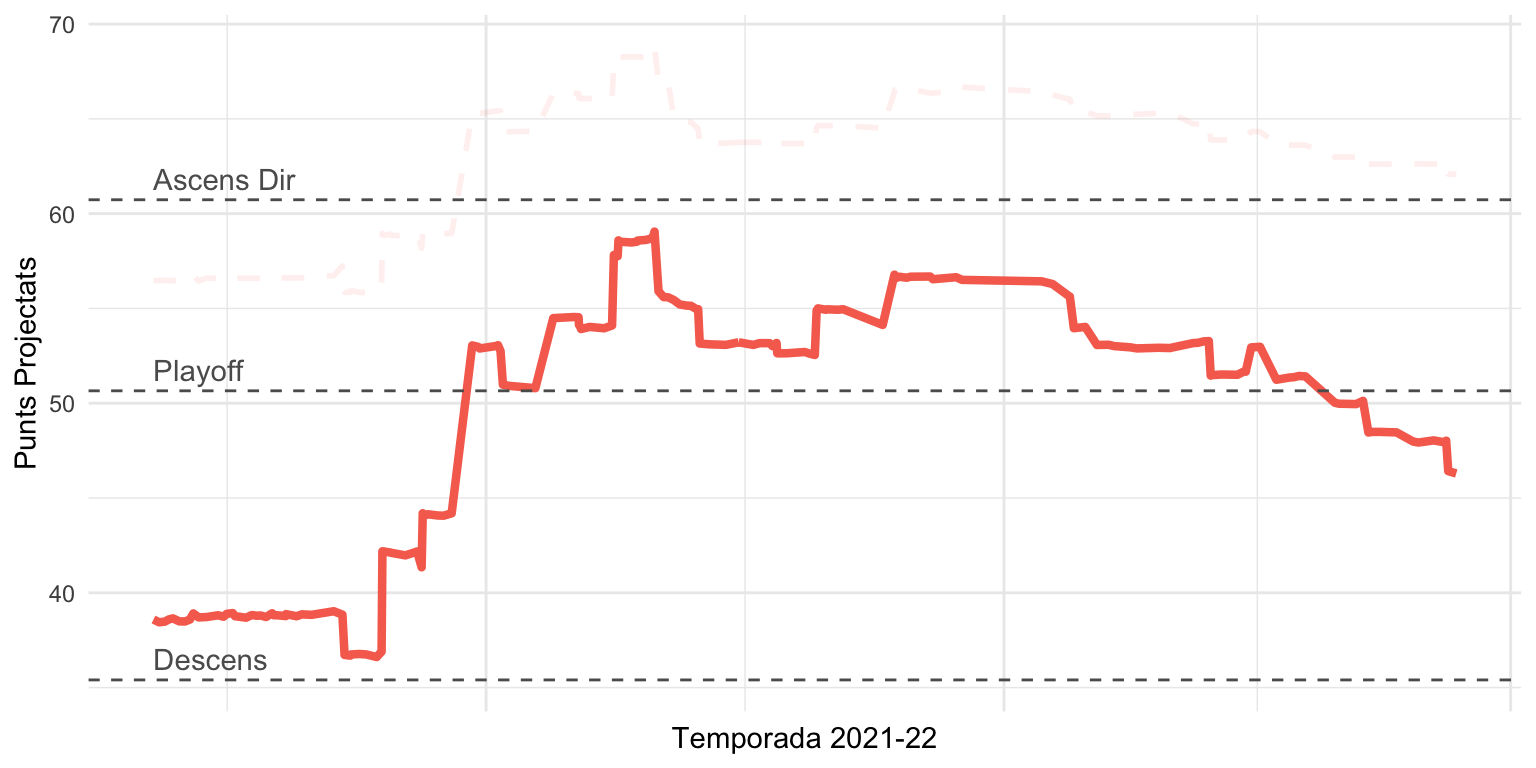 70
Ascens Dir
60
Playoff
50
40
Descens
Punts Projectats
Temporada 2021-22